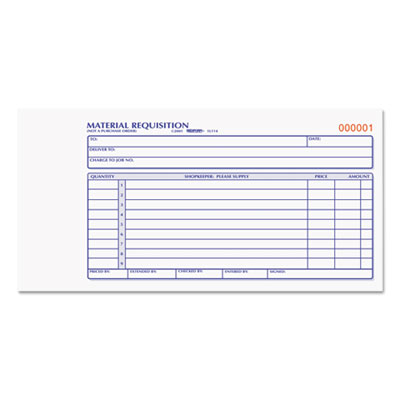 MATERIAL REQUISITION 000001
(NOT A PURCHASE ORDER)
TO: DATE:
DELIVER TO:
CHARGE TO JOB NO.
QUANTITY SHOPKEEPER: PLEASE SUPPLY PRICE AMOUNT
1
2
3
4
5
6
7
8
9
PRICED BY: EXTENDED BY: CHECKED BY: ENTERED BY: SIGNED: